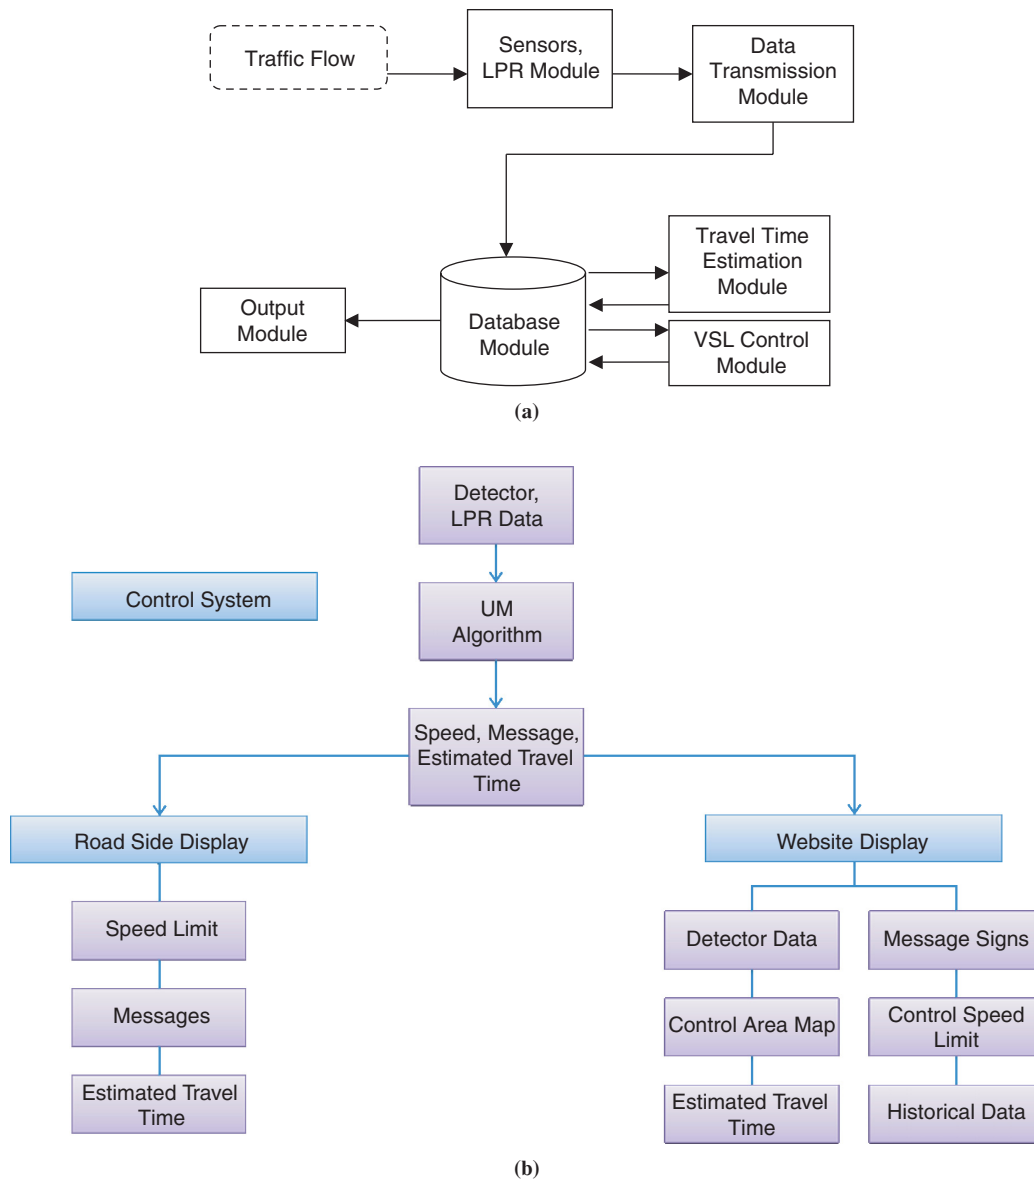 Traffic Flow
Sensors,
LPR Module
Data
Transmission
Module
Travel Time
Estimation
Module
Output
Module
Database
Module
VSL Control
Module
(a)
Detector,
LPR Data
Control System
UM
Algorithm
Speed, Message,
Estimated Travel
Time
Road Side Display
Website Display
Speed Limit
Messages
Estimated Travel
Time
Detector Data
Message Signs
Control Area Map
Control Speed
Limit
Estimated Travel
Time
Historical Data
(b)